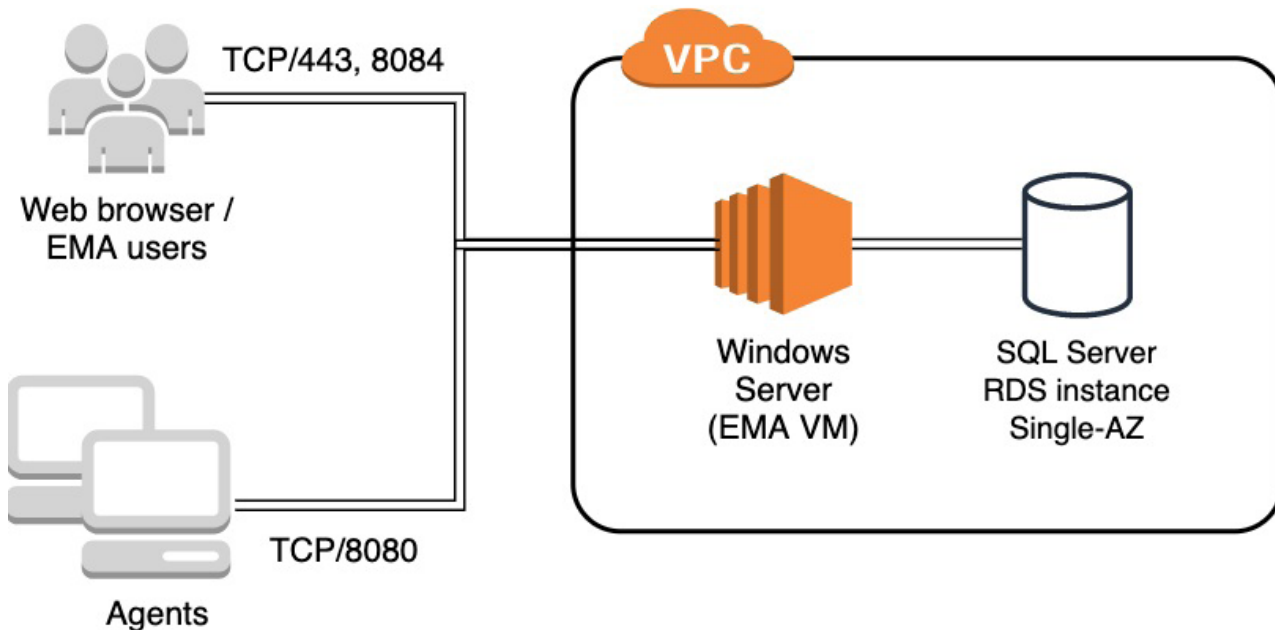 TCP/443, 8084
VPC
Web browser /
EMA users
Windows
Server
(EMA VM)
SQL Server
RDS instance
Single-AZ
TCP/8080
Agents